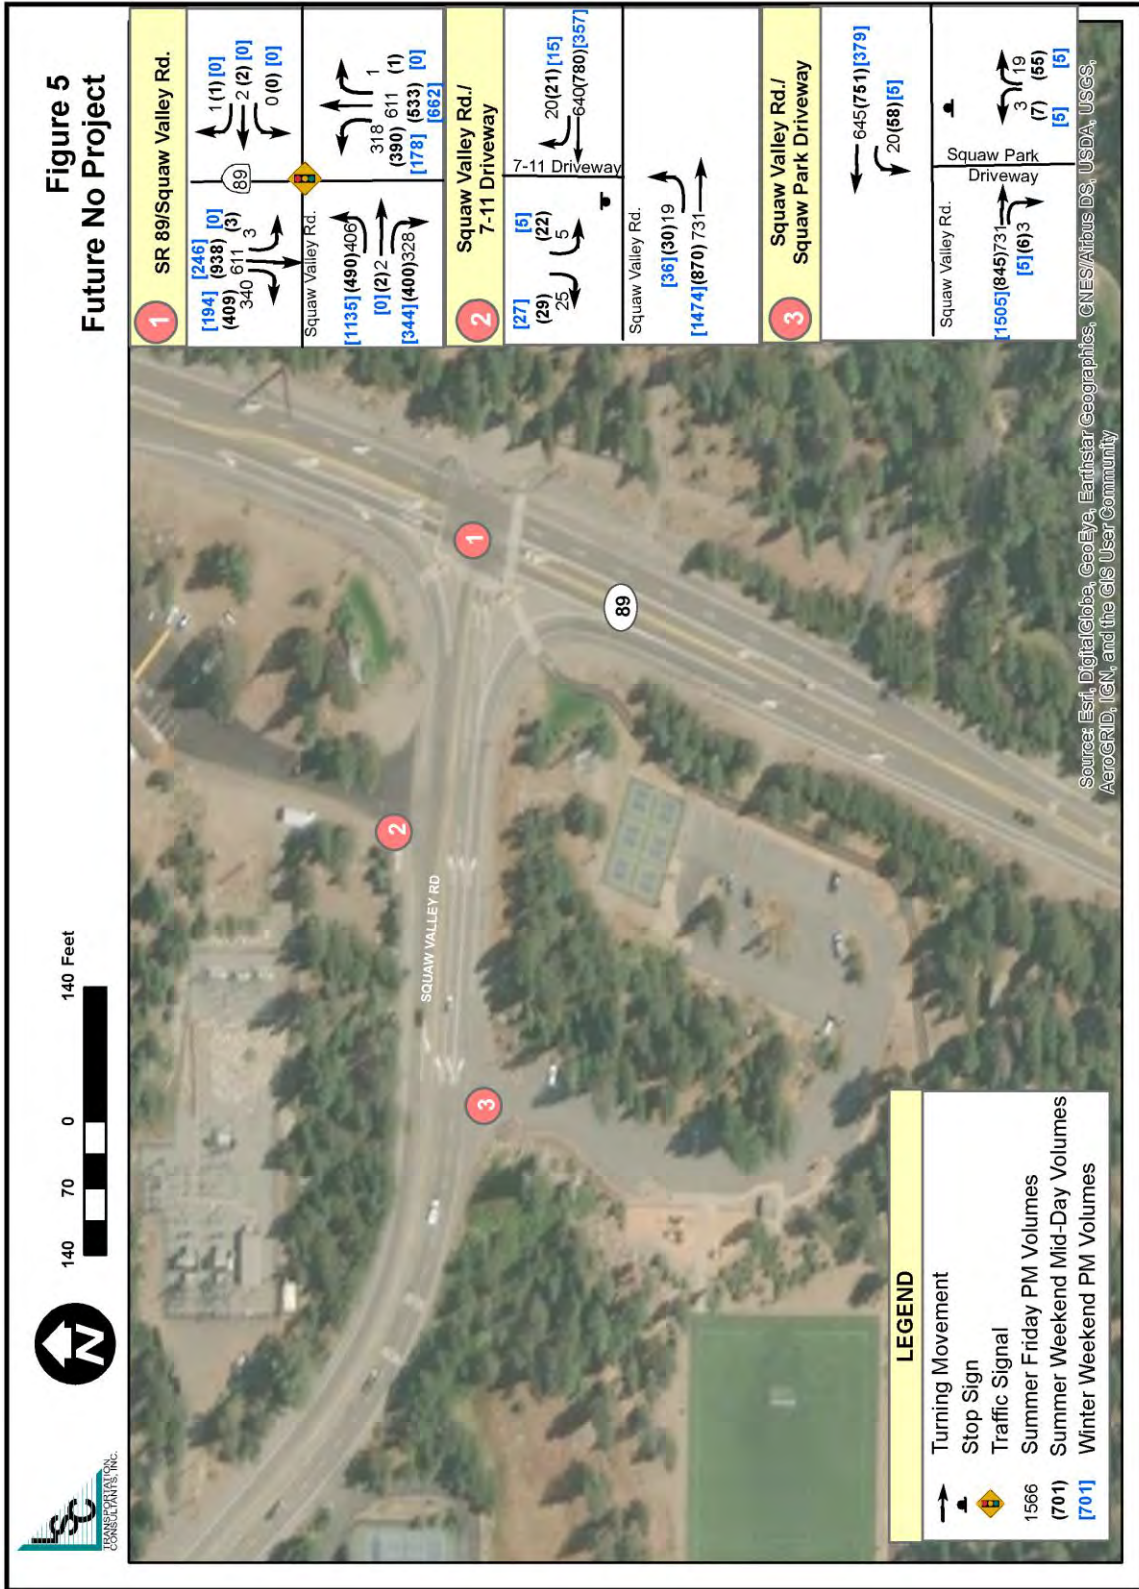 LSC
TRANSPORTATION
CONSULTANTS, INC.
N
140 70 0 140 Feet
Figure 5
Future No Project
1
SR 89/Squaw Valley Rd.
[194] [246] [0]
(409) (938) (3)
340 611 3
89
1 (1) [0]
2 (2) [0]
0 (0) [0]
Squaw Valley Rd.
[1135] (490)406
[0] (2) 2
[344] (400) 328
318 611 1
(390) (533) (1)
[178] [662] [0]
2
Squaw Valley Rd./
7-11 Driveway
[27] [5]
(29) (22)
25 5
7-11 Driveway
20(21) [15]
640(780)[357]
Squaw Valley Rd.
[36] (30)19
[1474] (870) 731
3
Squaw Valley Rd./
Squaw Park Driveway
645(751)[379]
20(58)[5]
Squaw Valley Rd.
Squaw Park
Driveway
[1505](845)731
[5](6)3
3 19
(7) (55)
[5] [5]
1
2
3
89
SQUAW VALLEY RD
LEGEND
Turning Movement
Stop Sign
Traffic Signal
1566 Summer Friday PM Volumes
(701) Summer Weekend Mid-Day Volumes
[701] Winter Weekend PM Volumes
Source: Esri, DigitalGlobe, GeoEye, Earthstar Geographics, CNES/Airbus DS, USDA, USGS,
AeroGRID, IGN, and the GIS User Community